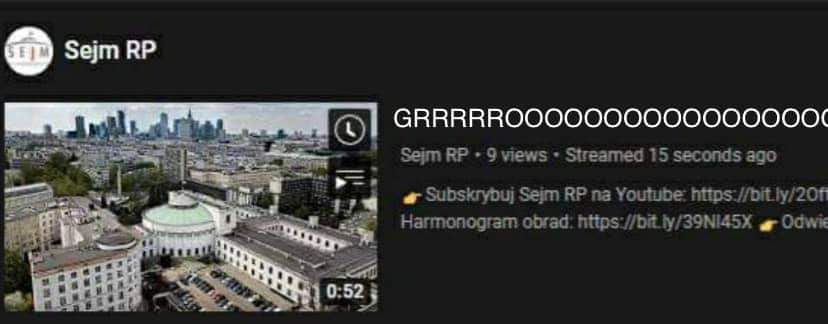 SEJM
Sejm RP
GRRRRROOOOOOOOOOOOOOOOO
0:52
Sejm RP • 9 views • Streamed 15 seconds ago
👉 Subskrybuj Sejm RP na Youtube: https://bit.ly/2Of
Harmonogram obrad: https://bit.ly/39NI45X 👉 Odwie